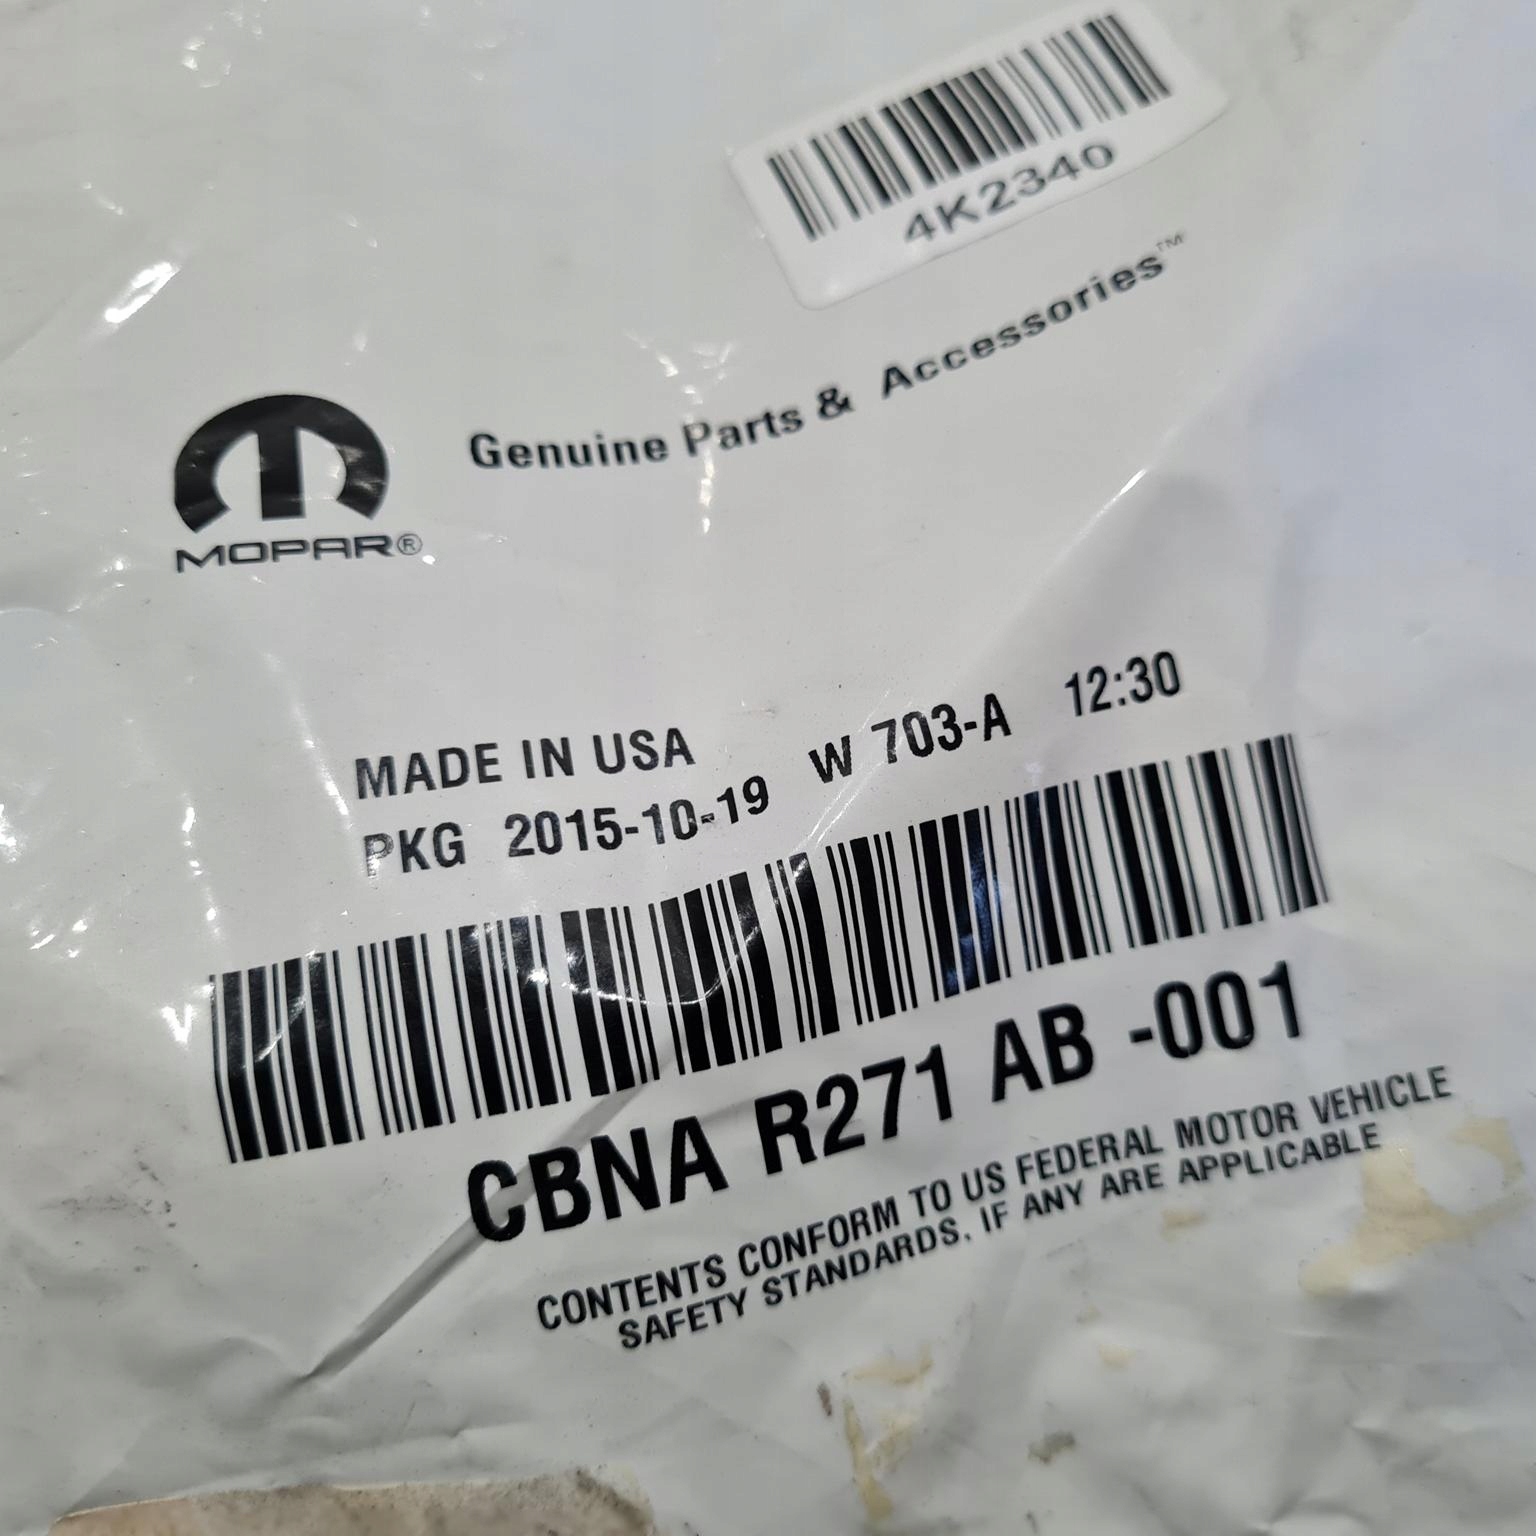 4K2340
Genuine Parts & Accessories™
MOPAR®
MADE IN USA
PKG 2015-10-19 W 703-A 12:30
CBNA R271 AB -001
CONTENTS CONFORM TO US FEDERAL MOTOR VEHICLE
SAFETY STANDARDS, IF ANY ARE APPLICABLE